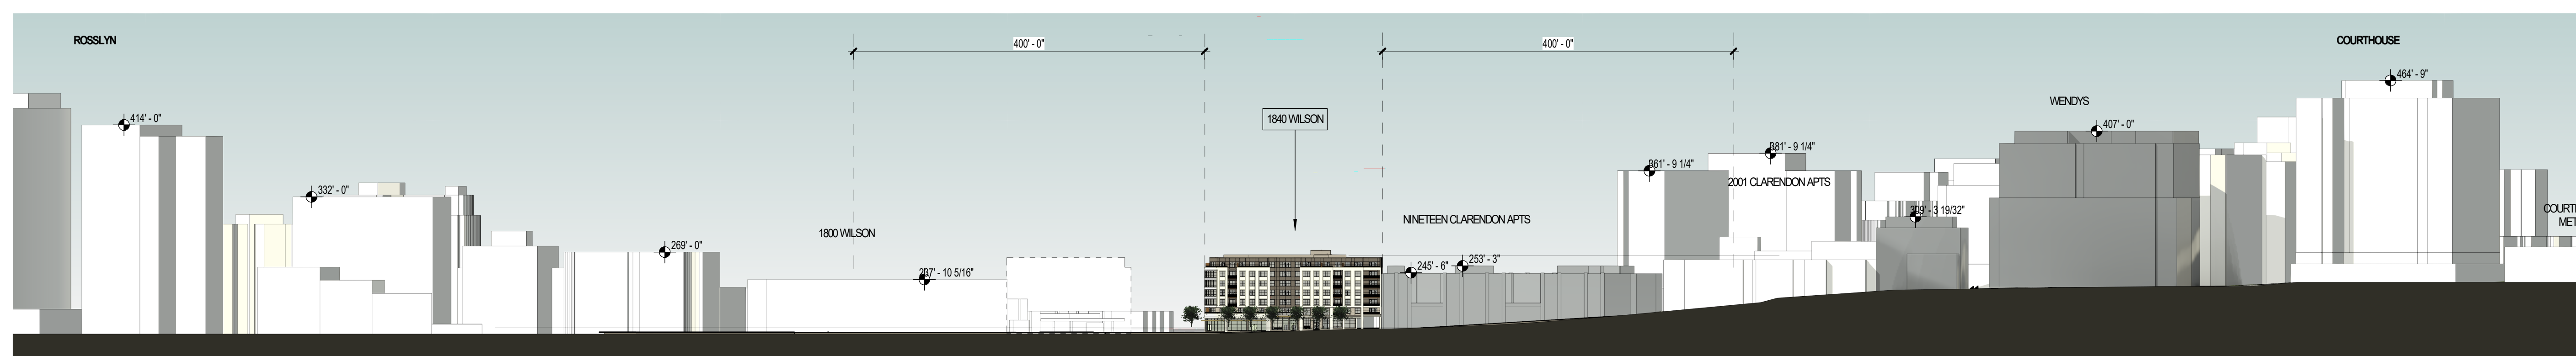 ROSSLYN
400' - 0"
400' - 0"
COURTHOUSE
464' - 9"
WENDYS
1840 WILSON
414' - 0"
407' - 0"
381' - 9 1/4"
361' - 9 1/4"
2001 CLARENDON APTS
332' - 0"
309' - 3 19/32"
NINETEEN CLARENDON APTS
1800 WILSON
269' - 0"
253' - 3"
245' - 6"
237' - 10 5/16"